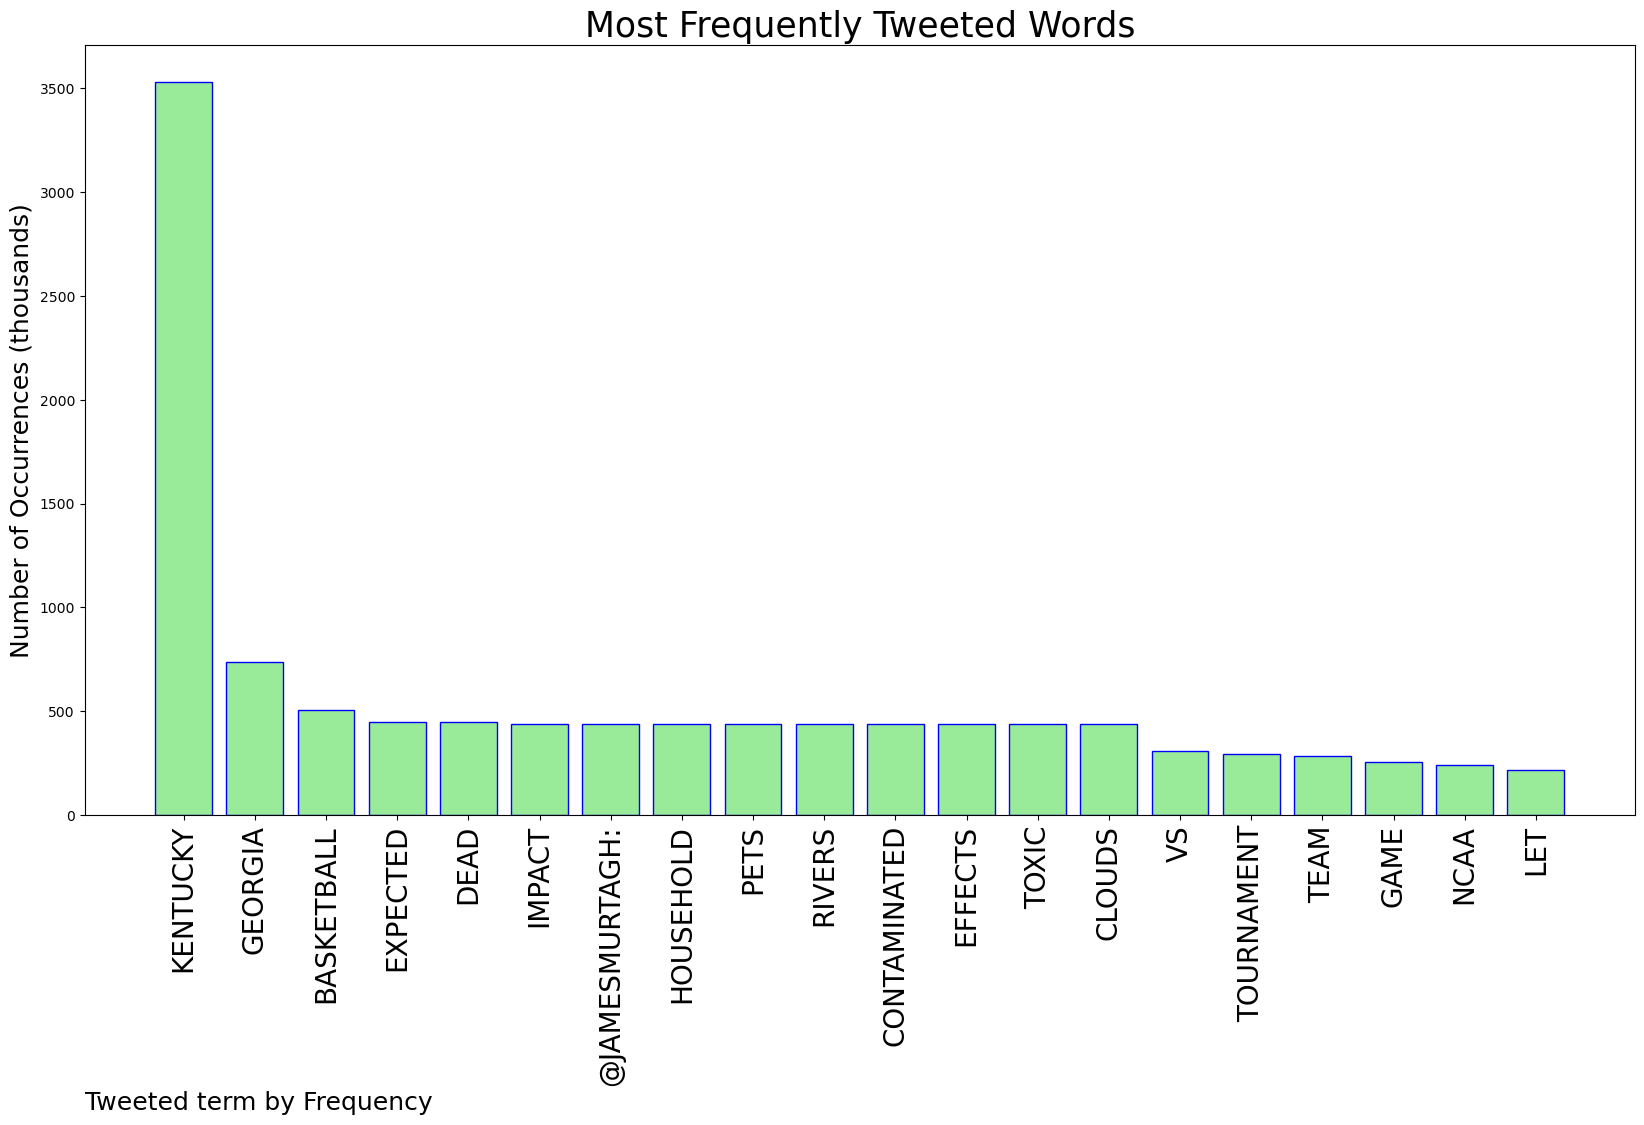 Most Frequently Tweeted Words
Number of Occurrences (thousands)
3500
3000
2500
2000
1500
1000
500
0
KENTUCKY
GEORGIA
BASKETBALL
EXPECTED
DEAD
IMPACT
@JAMESMURTAGH:
HOUSEHOLD
PETS
RIVERS
CONTAMINATED
EFFECTS
TOXIC
CLOUDS
VS
TOURNAMENT
TEAM
GAME
NCAA
LET
Tweeted term by Frequency